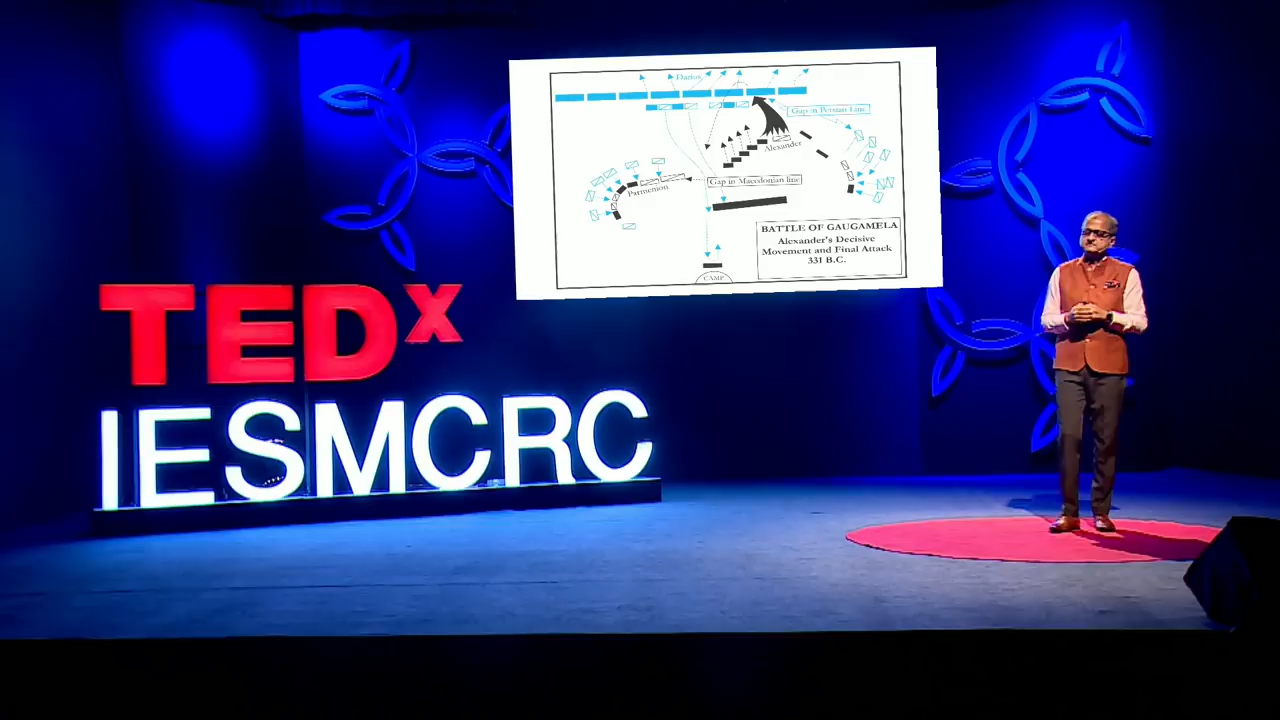 TEDx
IESMCRC
Darius
Gap in Persian Line
Alexander
Gap in Macedonian line
Parmenion
BATTLE OF GAUGAMELA
Alexander's Decisive
Movement and Final Attack
331 B.C.
CAMP